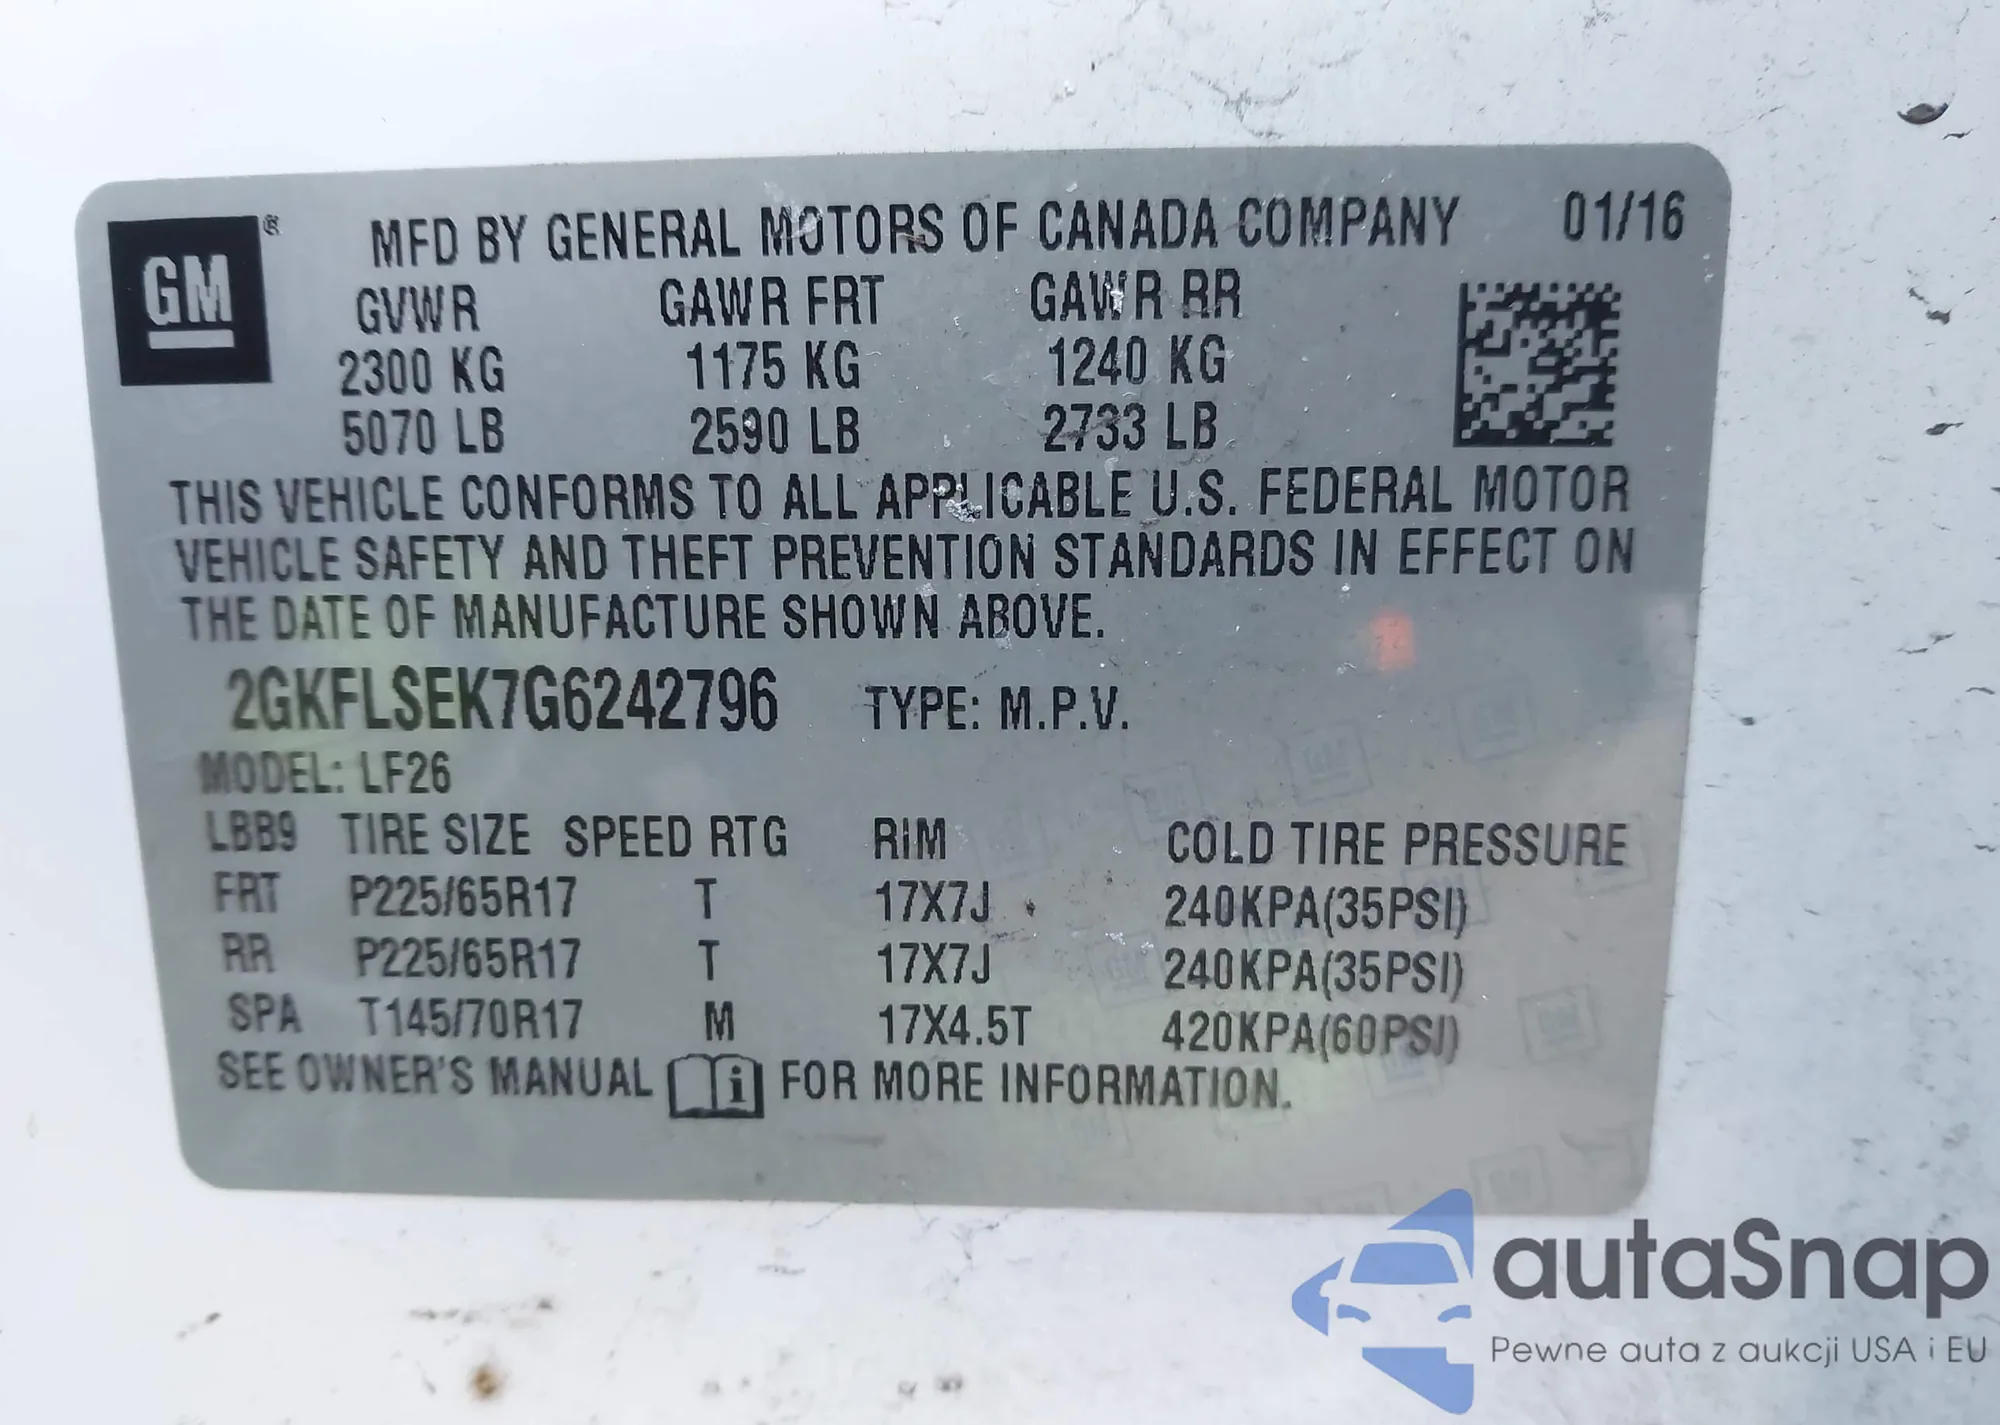 GM ®
MFD BY GENERAL MOTORS OF CANADA COMPANY 01/16
GVWR GAWR FRT GAWR RR
2300 KG 1175 KG 1240 KG
5070 LB 2590 LB 2733 LB
THIS VEHICLE CONFORMS TO ALL APPLICABLE U.S. FEDERAL MOTOR
VEHICLE SAFETY AND THEFT PREVENTION STANDARDS IN EFFECT ON
THE DATE OF MANUFACTURE SHOWN ABOVE.
2GKFLSEK7G6242796 TYPE: M.P.V.
MODEL: LF26
LBB9 TIRE SIZE SPEED RTG RIM COLD TIRE PRESSURE
FRT P225/65R17 T 17X7J 240KPA(35PSI)
RR P225/65R17 T 17X7J 240KPA(35PSI)
SPA T145/70R17 M 17X4.5T 420KPA(60PSI)
SEE OWNER'S MANUAL i FOR MORE INFORMATION.
autaSnap
Pewne auta z aukcji USA i EU